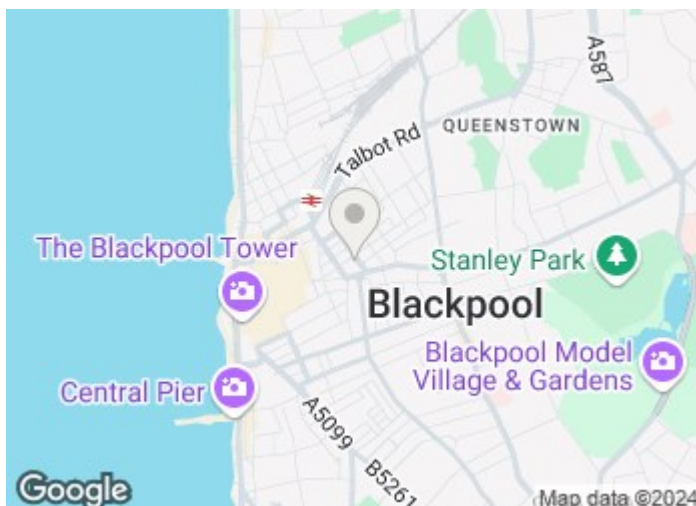 A587
QUEENSTOWN
Talbot Rd
The Blackpool Tower
Stanley Park
Blackpool
Blackpool Model
Village & Gardens
Central Pier
A5099
B5261
Google
Map data ©2024